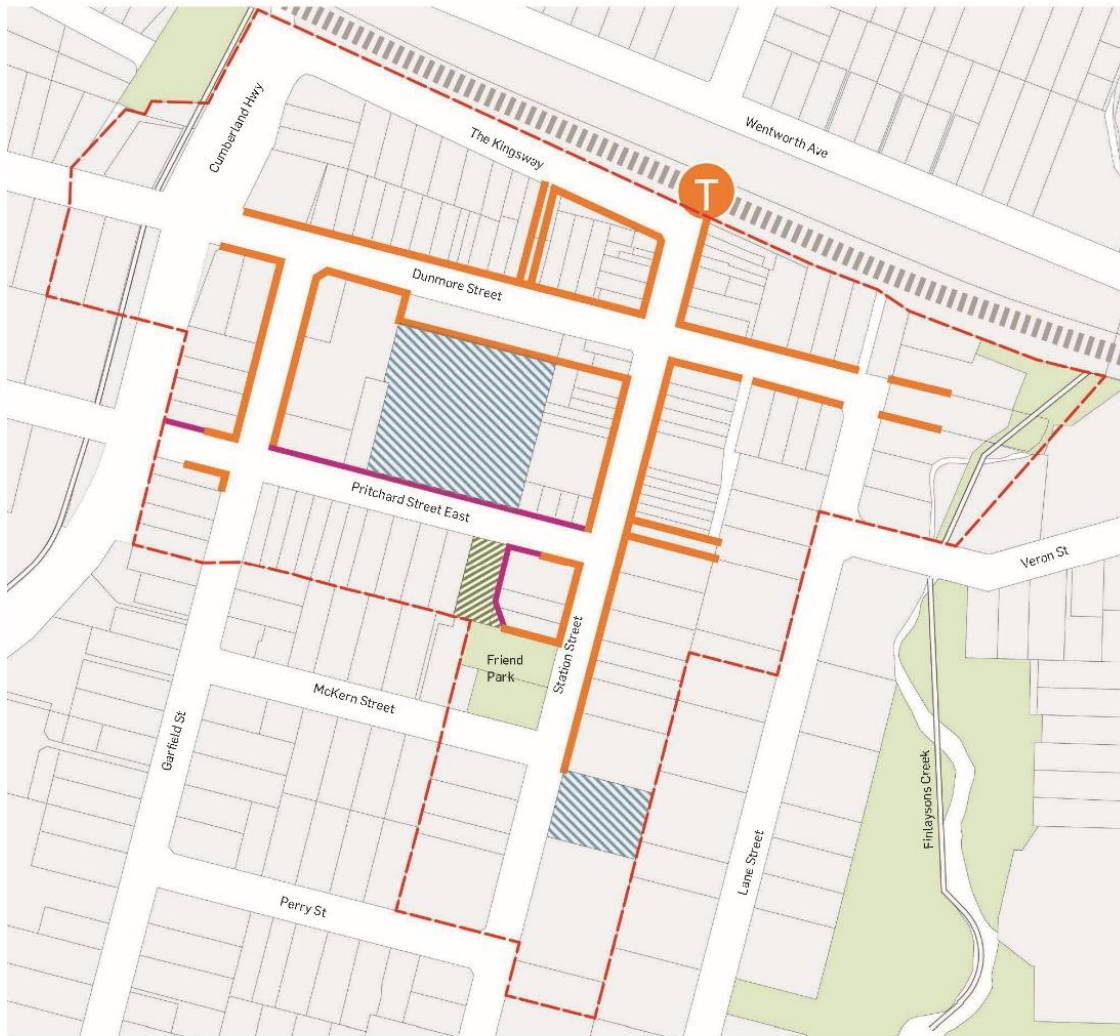 Cumberland Hwy
The Kingsway
Wentworth Ave
T
Dunmore Street
Pritchard Street East
Veron St
Friend
Park
Station Street
McKern Street
Garfield St
Finlaysons Creek
Lane Street
Perry St